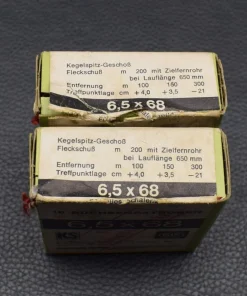 Kegelspitz-Geschoß
Fleckschuß m 200 mit Zielfernrohr
bei Lauflänge 650 mm
Entfernung m 100 150 300
Treffpunktlage cm +4,0 +3,5 −21
6,5 x 68
Kegelspitz-Geschoß
Fleckschuß m 200 mit Zielfernrohr
bei Lauflänge 650 mm
Entfernung m 100 150 300
Treffpunktlage cm +4,0 +3,5 −21
6,5 x 68